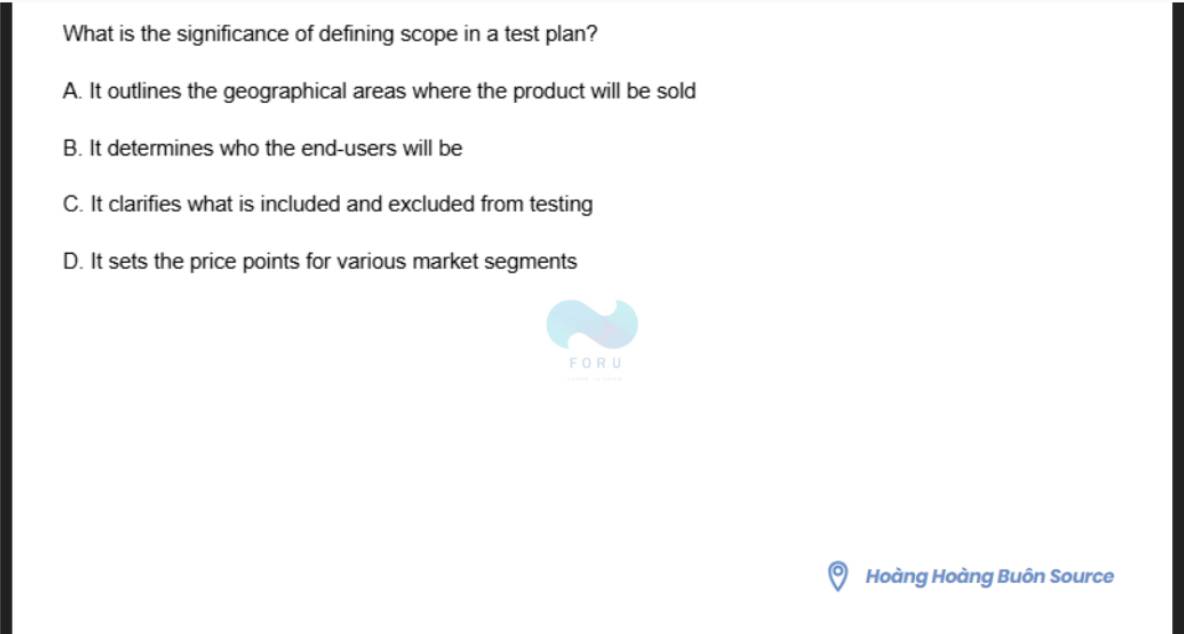 What is the significance of defining scope in a test plan?
A. It outlines the geographical areas where the product will be sold
B. It determines who the end-users will be
C. It clarifies what is included and excluded from testing
D. It sets the price points for various market segments
FORU
Hoàng Hoàng Buôn Source